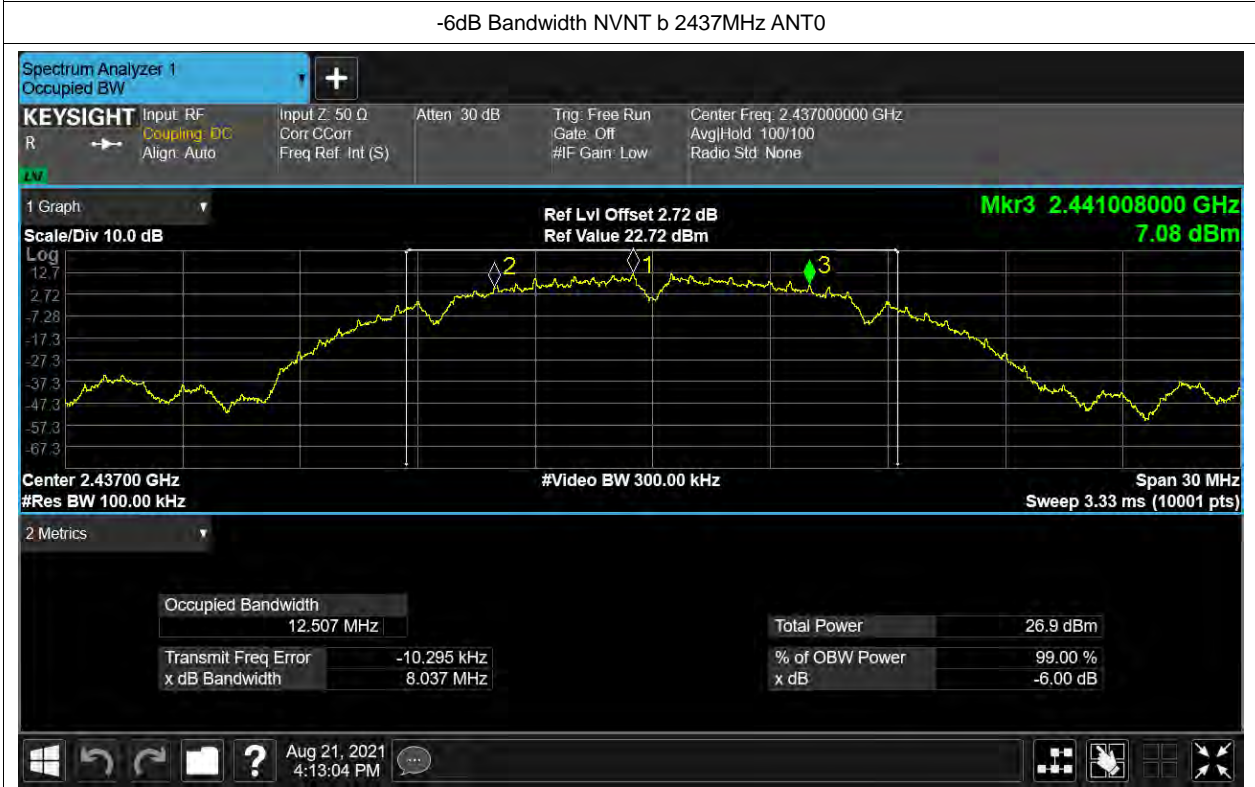 -6dB Bandwidth NVNT b 2437MHz ANT0
Spectrum Analyzer 1
Occupied BW
KEYSIGHT
R
Input: RF
Coupling: DC
Align: Auto
Input Z: 50 Ω
Corr CCorr
Freq Ref: Int (S)
Atten: 30 dB
Trig: Free Run
Gate: Off
#IF Gain: Low
Center Freq: 2.437000000 GHz
Avg|Hold: 100/100
Radio Std: None
1 Graph
Scale/Div 10.0 dB
Ref Lvl Offset 2.72 dB
Ref Value 22.72 dBm
Mkr3 2.441008000 GHz
7.08 dBm
Log
12.7
2.72
-7.28
-17.3
-27.3
-37.3
-47.3
-57.3
-67.3
2
1
3
Center 2.43700 GHz
#Res BW 100.00 kHz
#Video BW 300.00 kHz
Span 30 MHz
Sweep 3.33 ms (10001 pts)
2 Metrics
Occupied Bandwidth
12.507 MHz
Transmit Freq Error -10.295 kHz
x dB Bandwidth 8.037 MHz
Total Power 26.9 dBm
% of OBW Power 99.00 %
x dB -6.00 dB
Aug 21, 2021
4:13:04 PM